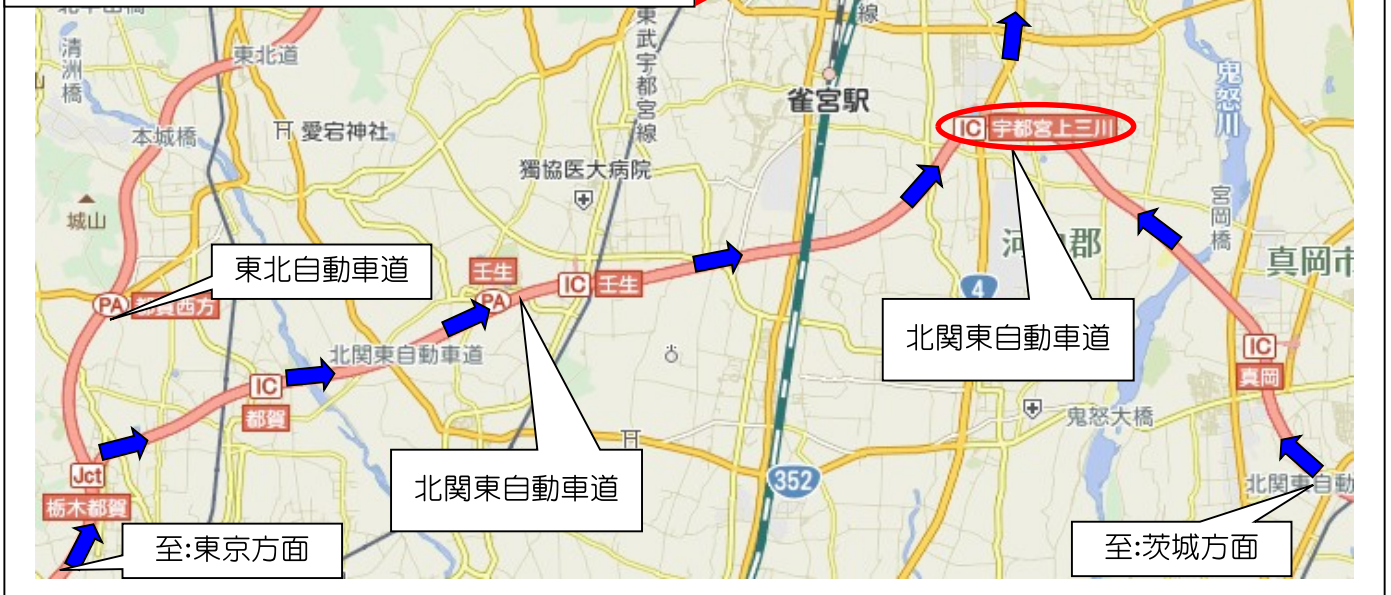 線
東武宇都宮線
清洲橋
東北道
鬼怒川
雀宮駅
IC 宇都宮上三川
本城橋
愛宕神社
獨協医大病院
城山
宮岡橋
河内郡
真岡市
東北自動車道
壬生
PA
IC 壬生
4
PA 都賀西方
北関東自動車道
北関東自動車道
IC
真岡
IC
都賀
鬼怒大橋
Jct
栃木都賀
北関東自動車道
352
北関東自動
至:東京方面
至:茨城方面